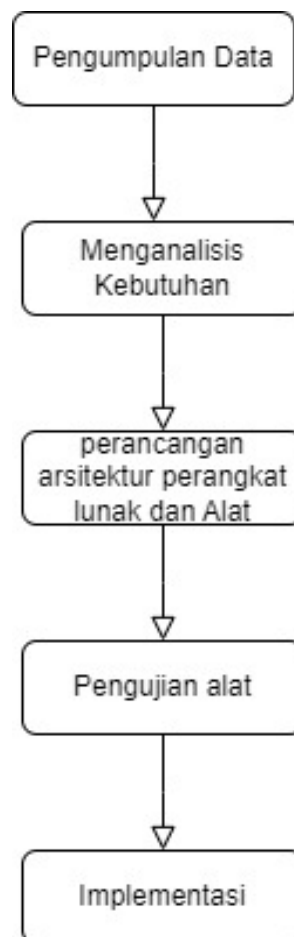 Pengumpulan Data
Menganalisis
Kebutuhan
perancangan
arsitektur perangkat
lunak dan Alat
Pengujian alat
Implementasi